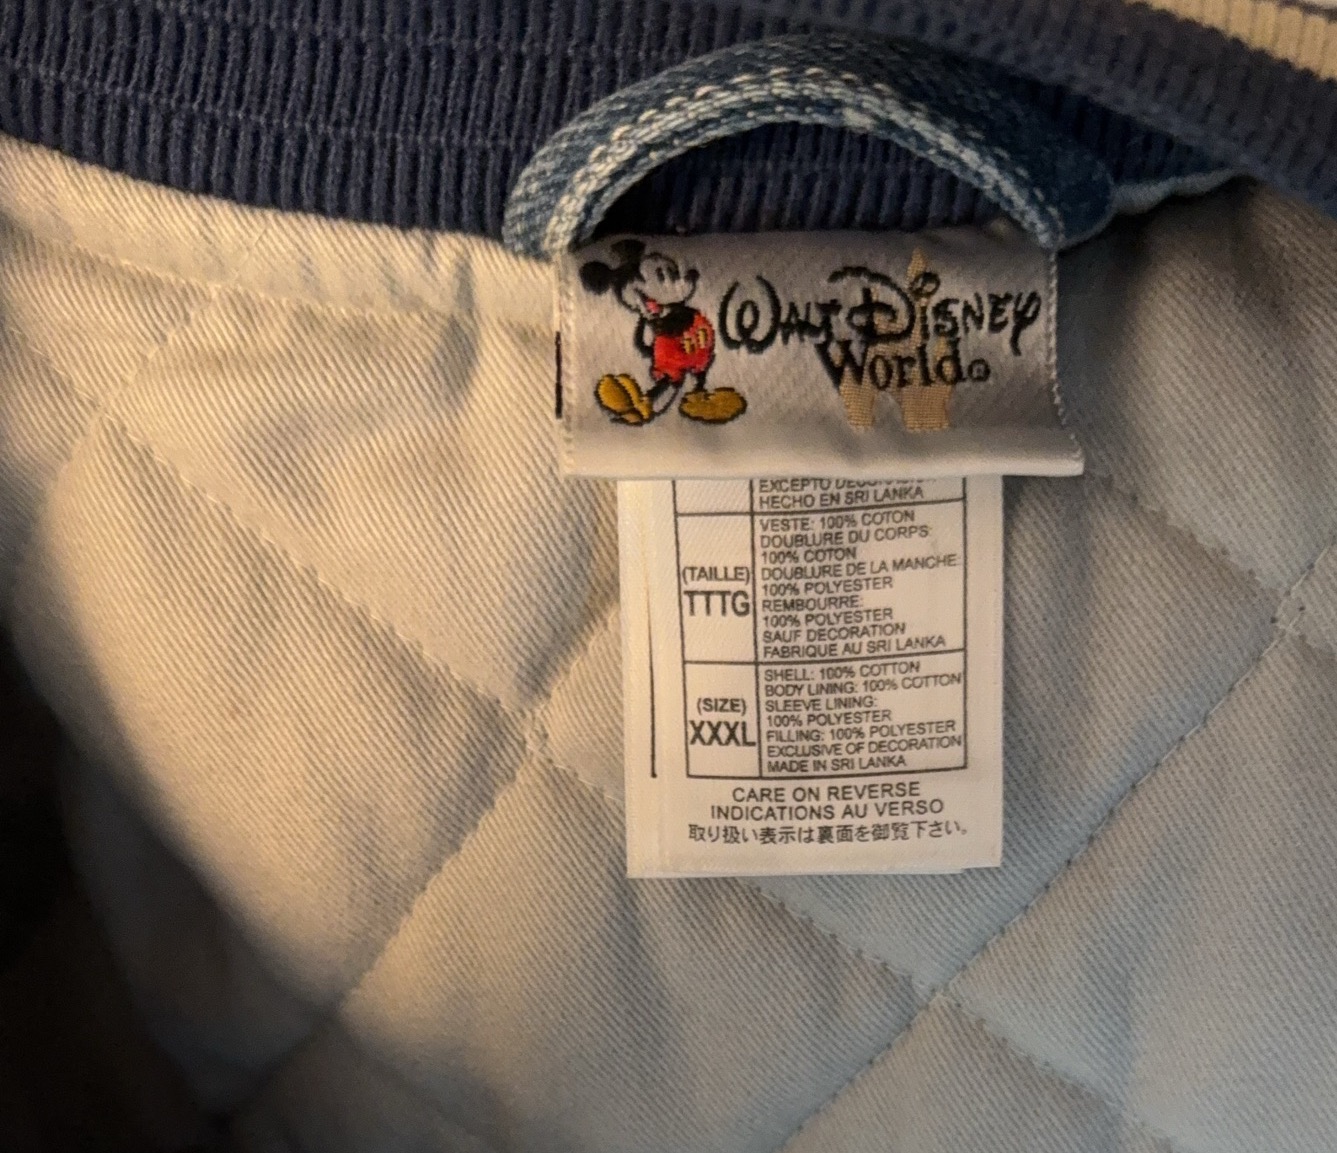 WALT DISNEY
World®
EXCEPTO DECORACION
HECHO EN SRI LANKA
(TAILLE)
TTTG
VESTE: 100% COTON
DOUBLURE DU CORPS:
100% COTON
DOUBLURE DE LA MANCHE:
100% POLYESTER
REMBOURRE:
100% POLYESTER
SAUF DECORATION
FABRIQUE AU SRI LANKA
(SIZE)
XXXL
SHELL: 100% COTTON
BODY LINING: 100% COTTON
SLEEVE LINING:
100% POLYESTER
FILLING: 100% POLYESTER
EXCLUSIVE OF DECORATION
MADE IN SRI LANKA
CARE ON REVERSE
INDICATIONS AU VERSO
取り扱い表示は裏面を御覧下さい。